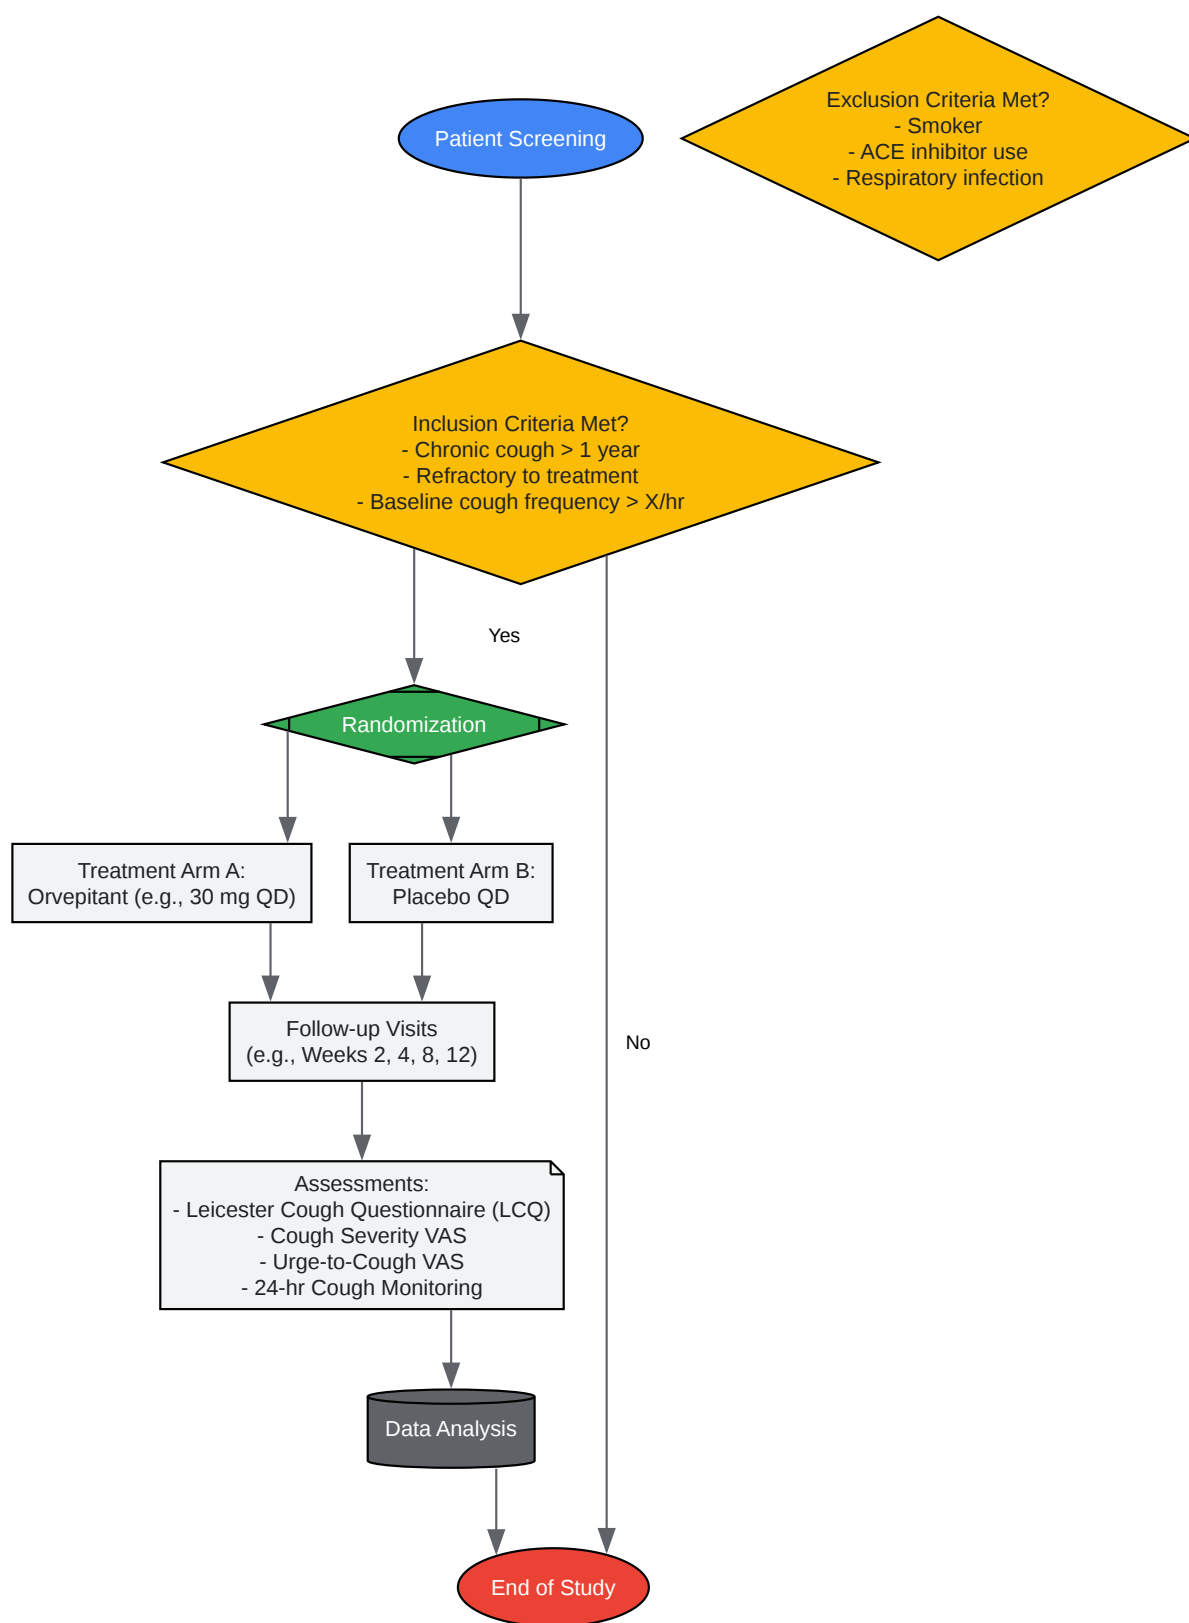 Patient Screening
Exclusion Criteria Met?
- Smoker
- ACE inhibitor use
- Respiratory infection
Inclusion Criteria Met?
- Chronic cough > 1 year
- Refractory to treatment
- Baseline cough frequency > X/hr
Yes
Randomization
Treatment Arm A:
Orvepitant (e.g., 30 mg QD)
Treatment Arm B:
Placebo QD
Follow-up Visits
(e.g., Weeks 2, 4, 8, 12)
No
Assessments:
- Leicester Cough Questionnaire (LCQ)
- Cough Severity VAS
- Urge-to-Cough VAS
- 24-hr Cough Monitoring
Data Analysis
End of Study